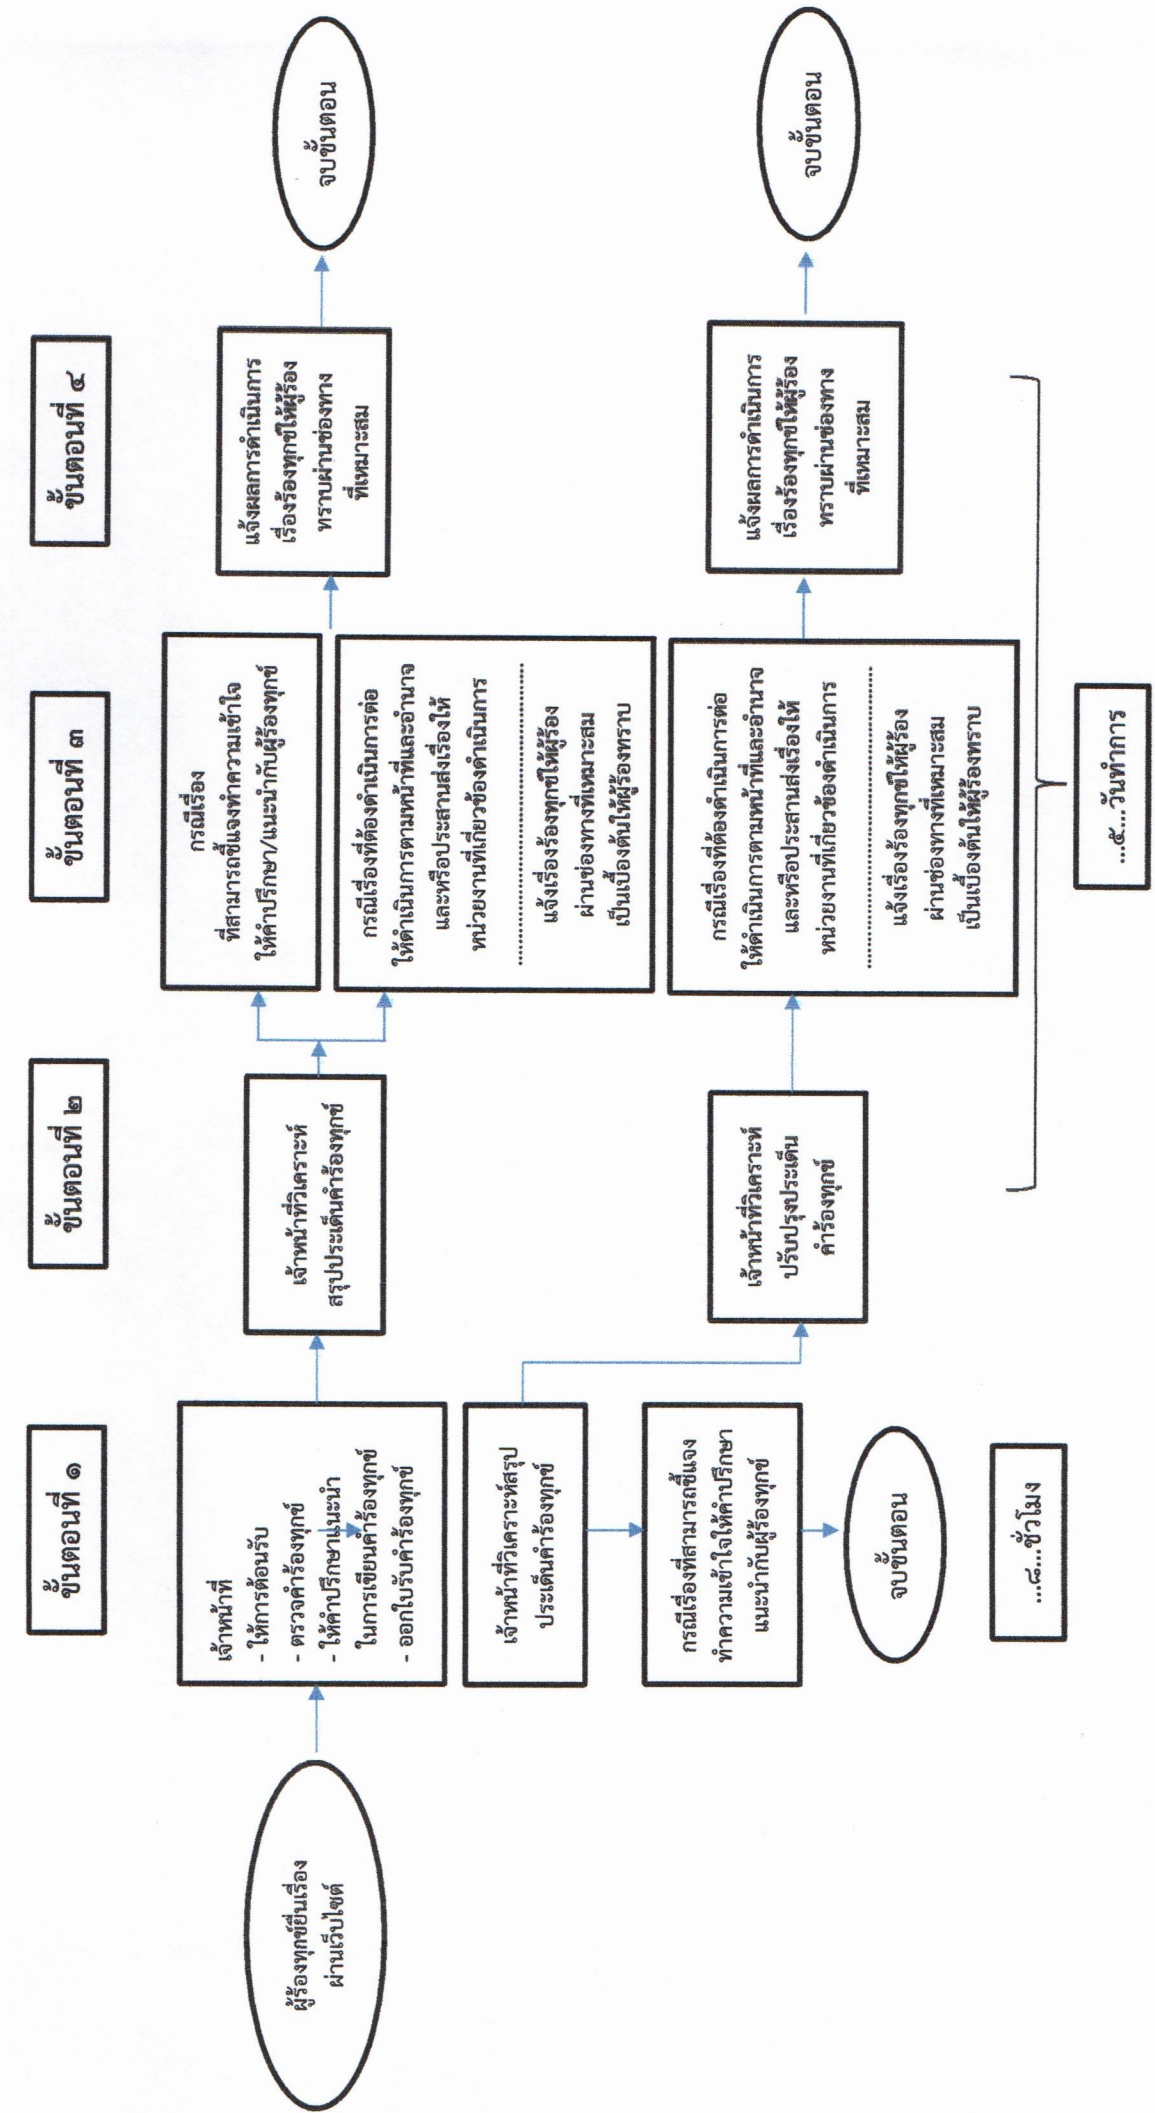 ขั้นตอนที่ ๑
ขั้นตอนที่ ๒
ขั้นตอนที่ ๓
ขั้นตอนที่ ๔
ผู้ร้องทุกข์ยื่นเรื่อง
ผ่านเว็บไซต์
เจ้าหน้าที่
- ให้การต้อนรับ
- ตรวจคำร้องทุกข์
- ให้คำปรึกษาแนะนำ
ในการเขียนคำร้องทุกข์
- ออกใบรับคำร้องทุกข์
เจ้าหน้าที่วิเคราะห์
สรุปประเด็นคำร้องทุกข์
กรณีเรื่อง
ที่สามารถชี้แจงทำความเข้าใจ
ให้คำปรึกษา/แนะนำกับผู้ร้องทุกข์
กรณีเรื่องที่ต้องดำเนินการต่อ
ให้ดำเนินการตามหน้าที่และอำนาจ
และหรือประสานส่งเรื่องให้
หน่วยงานที่เกี่ยวข้องดำเนินการ
แจ้งเรื่องร้องทุกข์ให้ผู้ร้อง
ผ่านช่องทางที่เหมาะสม
เป็นเบื้องต้นให้ผู้ร้องทราบ
แจ้งผลการดำเนินการ
เรื่องร้องทุกข์ให้ผู้ร้อง
ทราบผ่านช่องทาง
ที่เหมาะสม
จบขั้นตอน
เจ้าหน้าที่วิเคราะห์สรุป
ประเด็นคำร้องทุกข์
กรณีเรื่องที่สามารถชี้แจง
ทำความเข้าใจให้คำปรึกษา
แนะนำกับผู้ร้องทุกข์
จบขั้นตอน
เจ้าหน้าที่วิเคราะห์
ปรับปรุงประเด็น
คำร้องทุกข์
กรณีเรื่องที่ต้องดำเนินการต่อ
ให้ดำเนินการตามหน้าที่และอำนาจ
และหรือประสานส่งเรื่องให้
หน่วยงานที่เกี่ยวข้องดำเนินการ
แจ้งเรื่องร้องทุกข์ให้ผู้ร้อง
ผ่านช่องทางที่เหมาะสม
เป็นเบื้องต้นให้ผู้ร้องทราบ
แจ้งผลการดำเนินการ
เรื่องร้องทุกข์ให้ผู้ร้อง
ทราบผ่านช่องทาง
ที่เหมาะสม
จบขั้นตอน
...๘...ชั่วโมง
...๕...วันทำการ